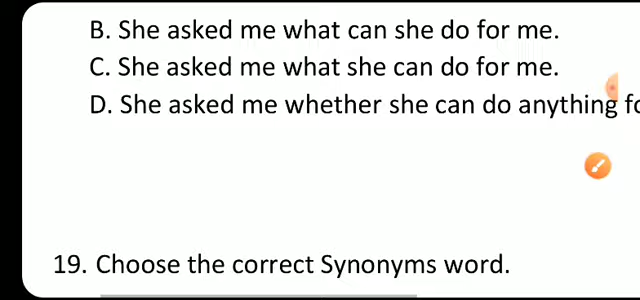 B. She asked me what can she do for me.
C. She asked me what she can do for me.
D. She asked me whether she can do anything
19. Choose the correct Synonyms word.